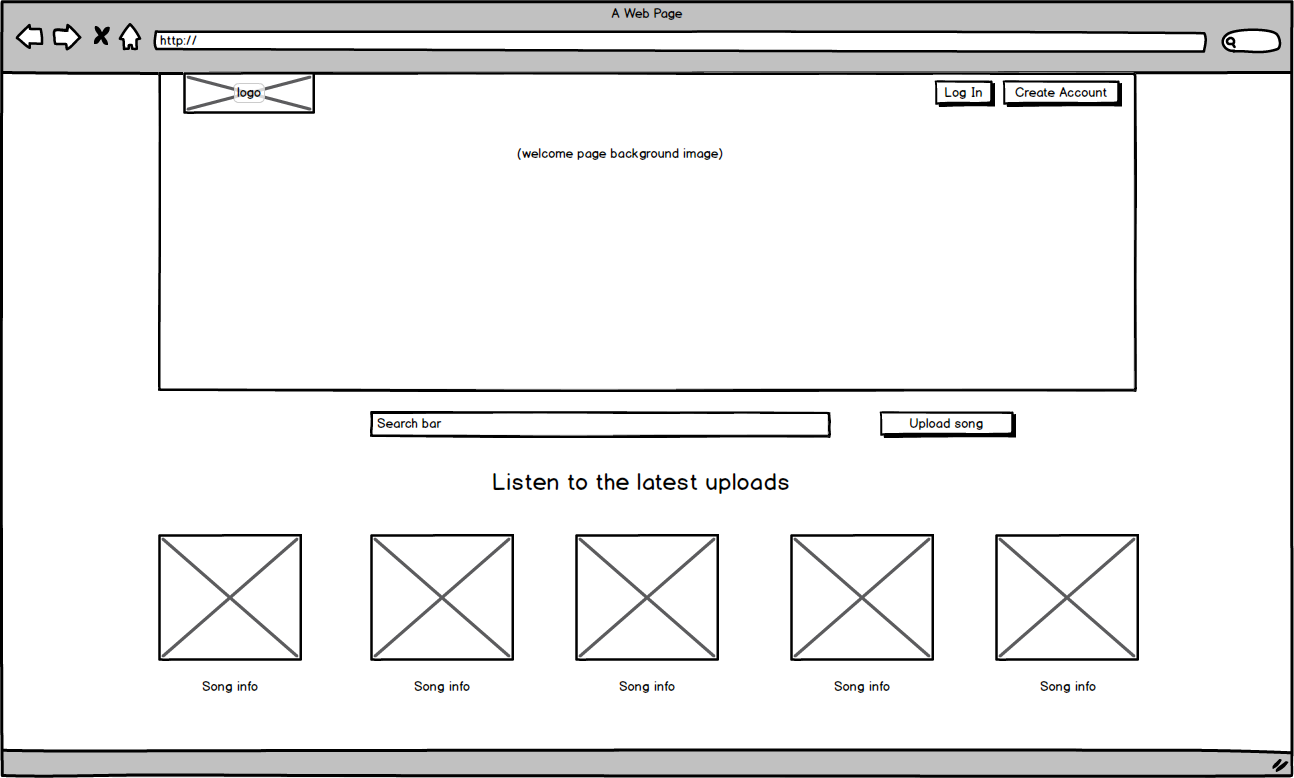 A Web Page
http://
logo
Log In
Create Account
(welcome page background image)
Search bar
Upload song
Listen to the latest uploads
Song info
Song info
Song info
Song info
Song info